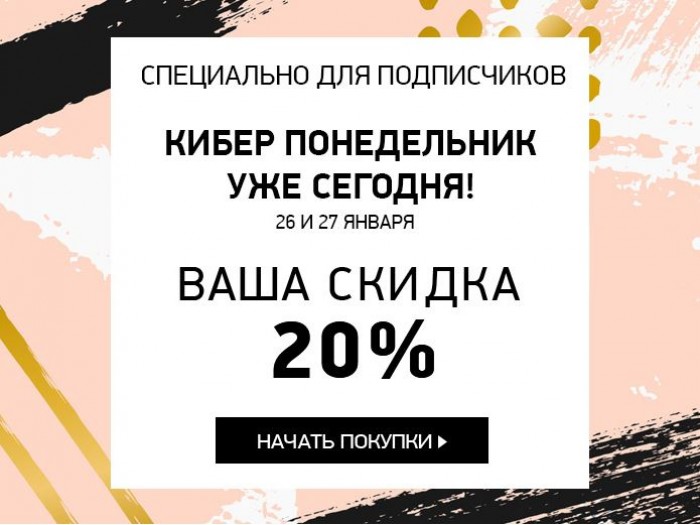 СПЕЦИАЛЬНО ДЛЯ ПОДПИСЧИКОВ
КИБЕР ПОНЕДЕЛЬНИК
УЖЕ СЕГОДНЯ!
26 И 27 ЯНВАРЯ
ВАША СКИДКА
20%
НАЧАТЬ ПОКУПКИ